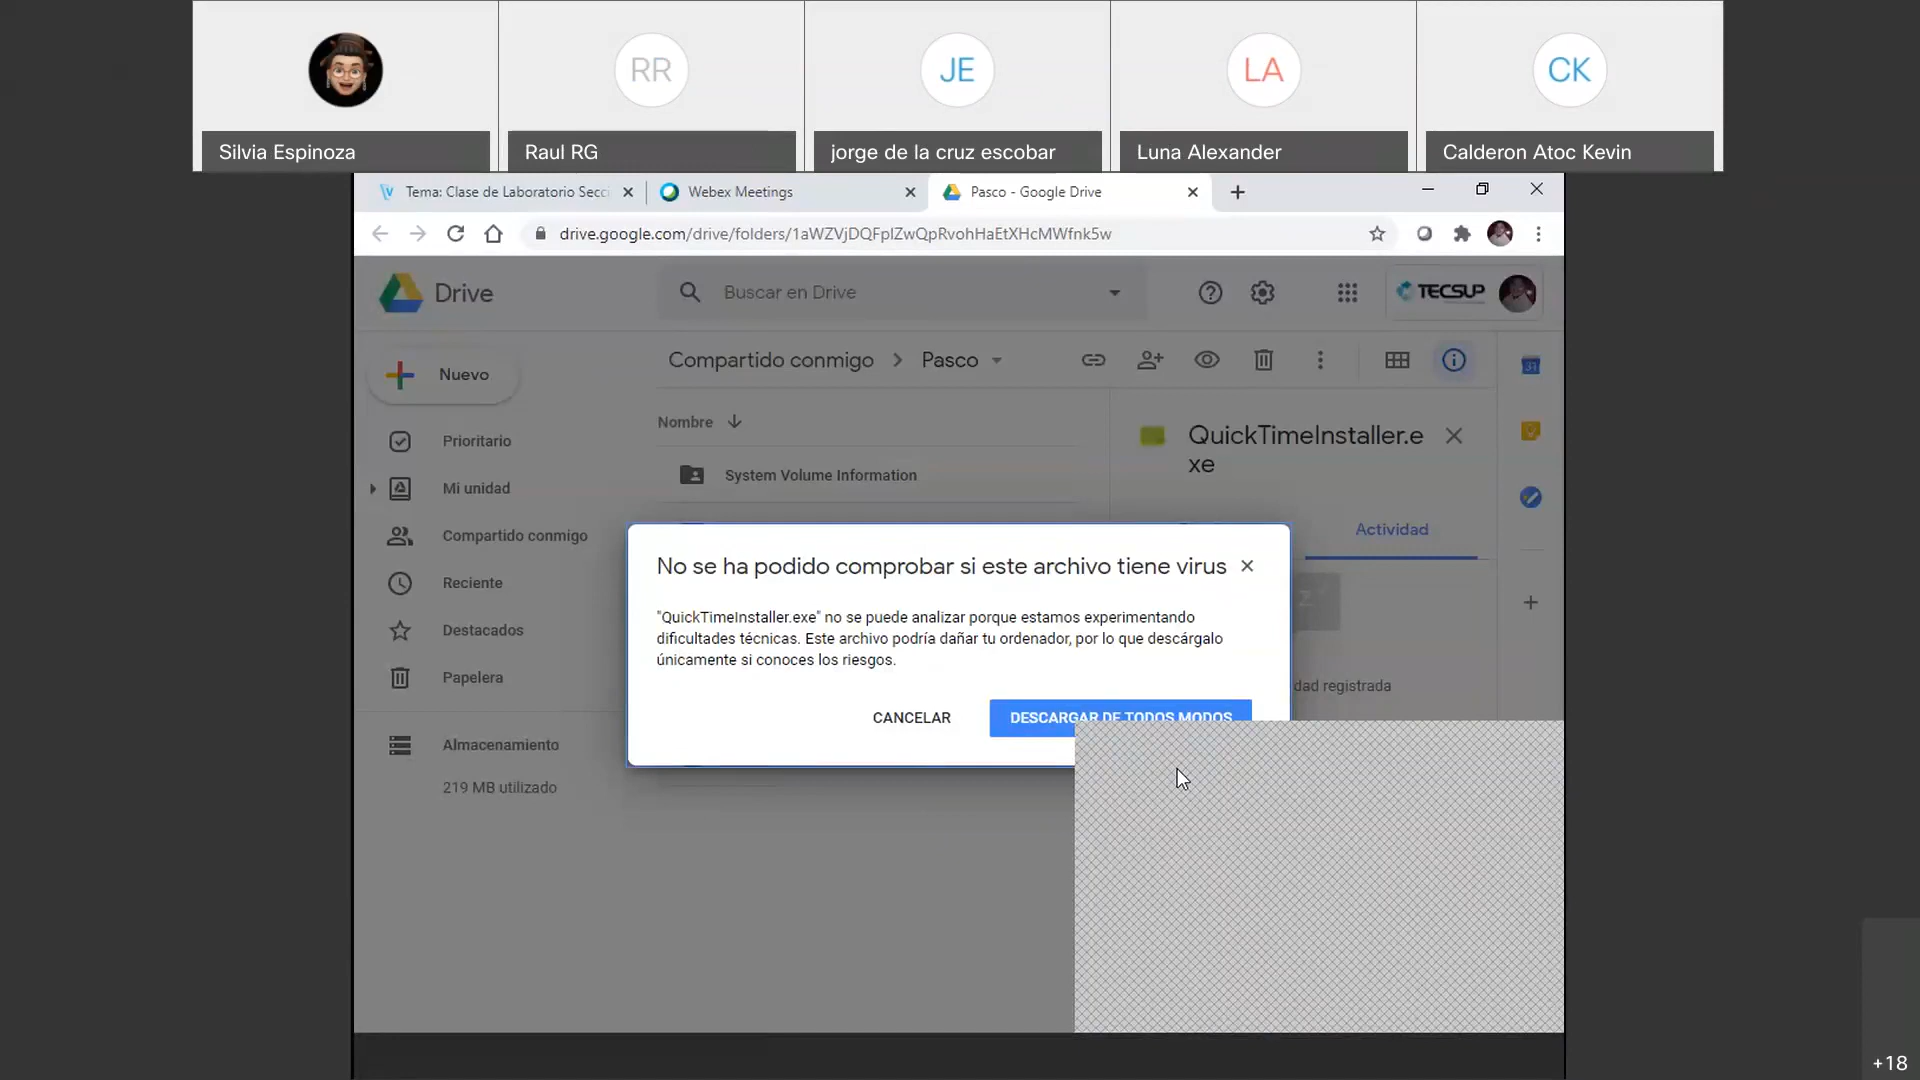 RR
JE
LA
CK
Silvia Espinoza
Raul RG
jorge de la cruz escobar
Luna Alexander
Calderon Atoc Kevin
Tema: Clase de Laboratorio Secci
Webex Meetings
Pasco - Google Drive
drive.google.com/drive/folders/1aWZVjDQFpIZwQpRvohHaEtXHcMWfnk5w
Drive
Buscar en Drive
TECSUP
Nuevo
Compartido conmigo
Pasco
Nombre
QuickTimeInstaller.e
xe
Prioritario
System Volume Information
Mi unidad
Actividad
Compartido conmigo
Reciente
Destacados
Papelera
Almacenamiento
219 MB utilizado
No se ha podido comprobar si este archivo tiene virus
"QuickTimeInstaller.exe" no se puede analizar porque estamos experimentando
dificultades técnicas. Este archivo podría dañar tu ordenador, por lo que descárgalo
únicamente si conoces los riesgos.
dad registrada
CANCELAR
DESCARGAR DE TODOS MODOS
31
+18